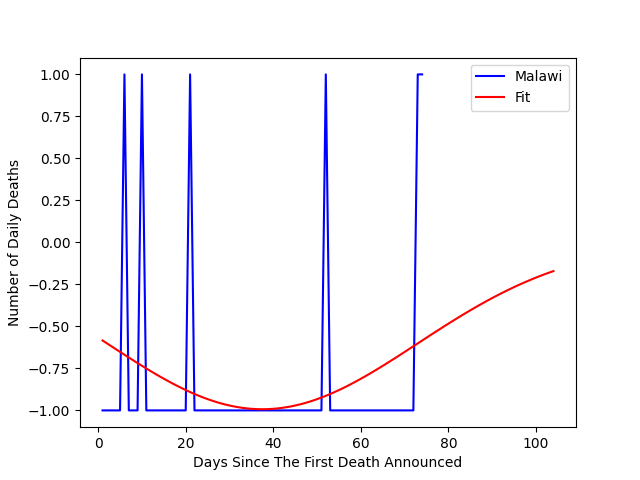 Malawi
Fit
Number of Daily Deaths
1.00
0.75
0.50
0.25
0.00
−0.25
−0.50
−0.75
−1.00
0 20 40 60 80 100
Days Since The First Death Announced